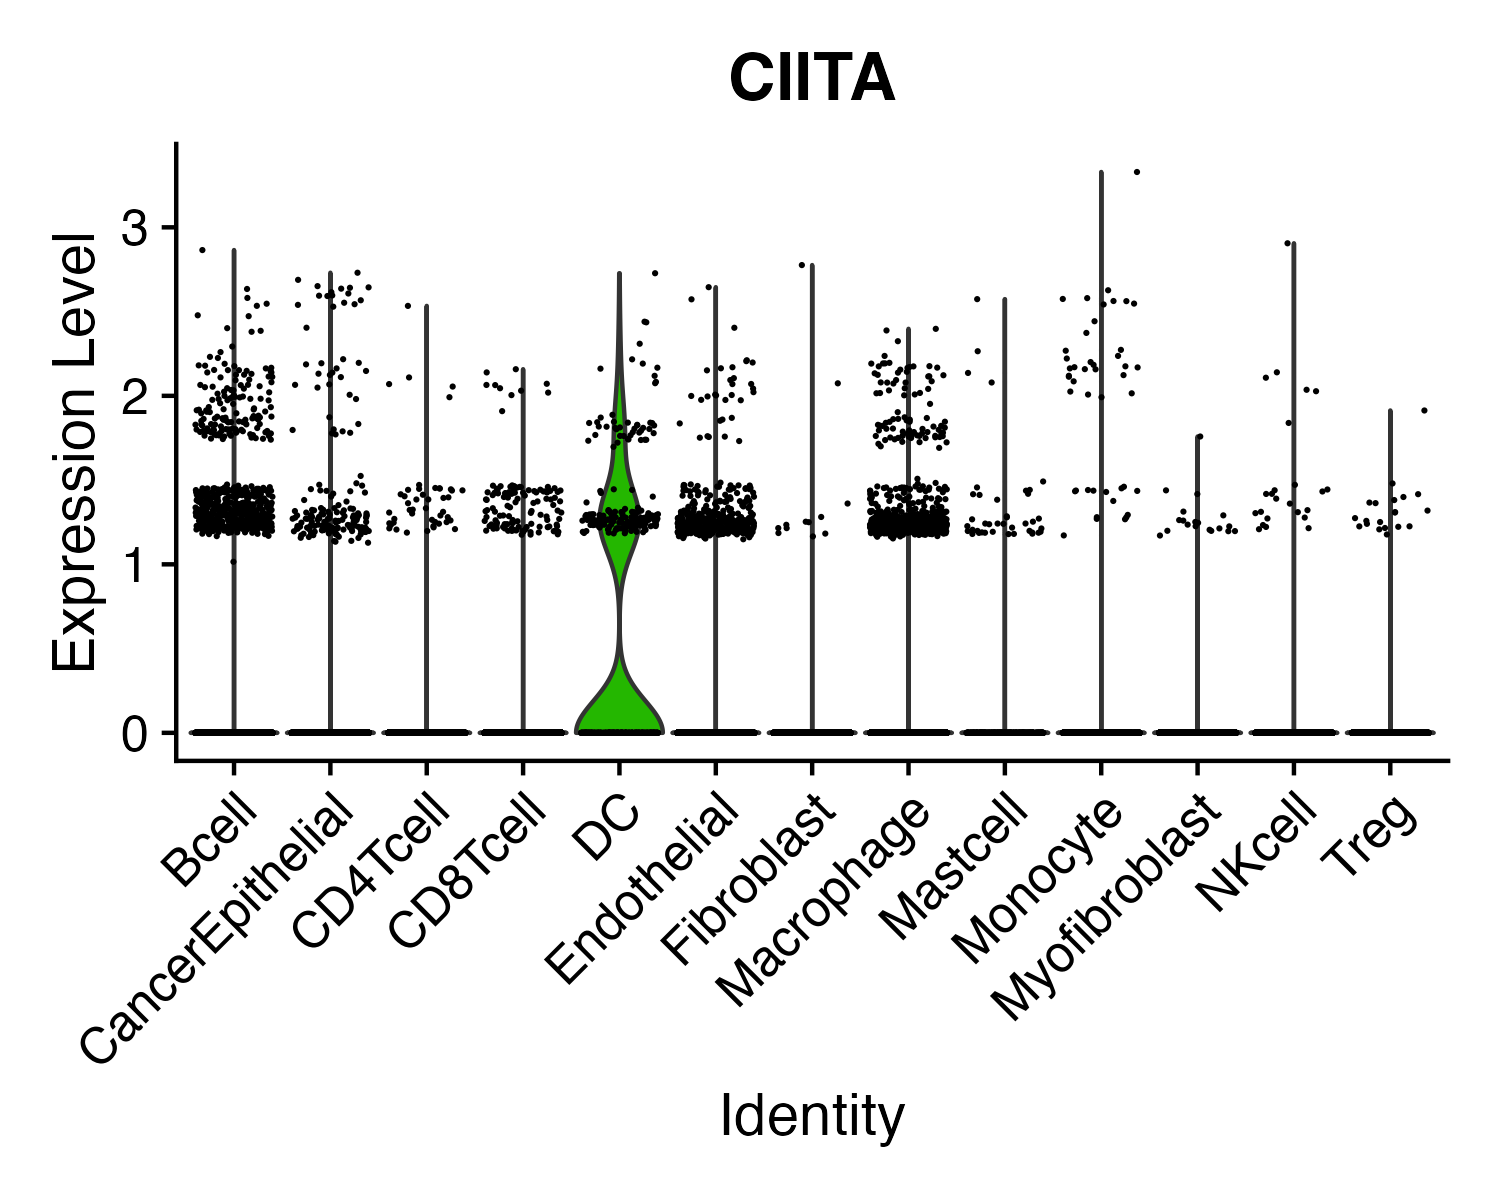 CIITA
Expression Level
3
2
1
0
Bcell
CancerEpithelial
CD4Tcell
CD8Tcell
DC
Endothelial
Fibroblast
Macrophage
Mastcell
Monocyte
Myofibroblast
NKcell
Treg
Identity